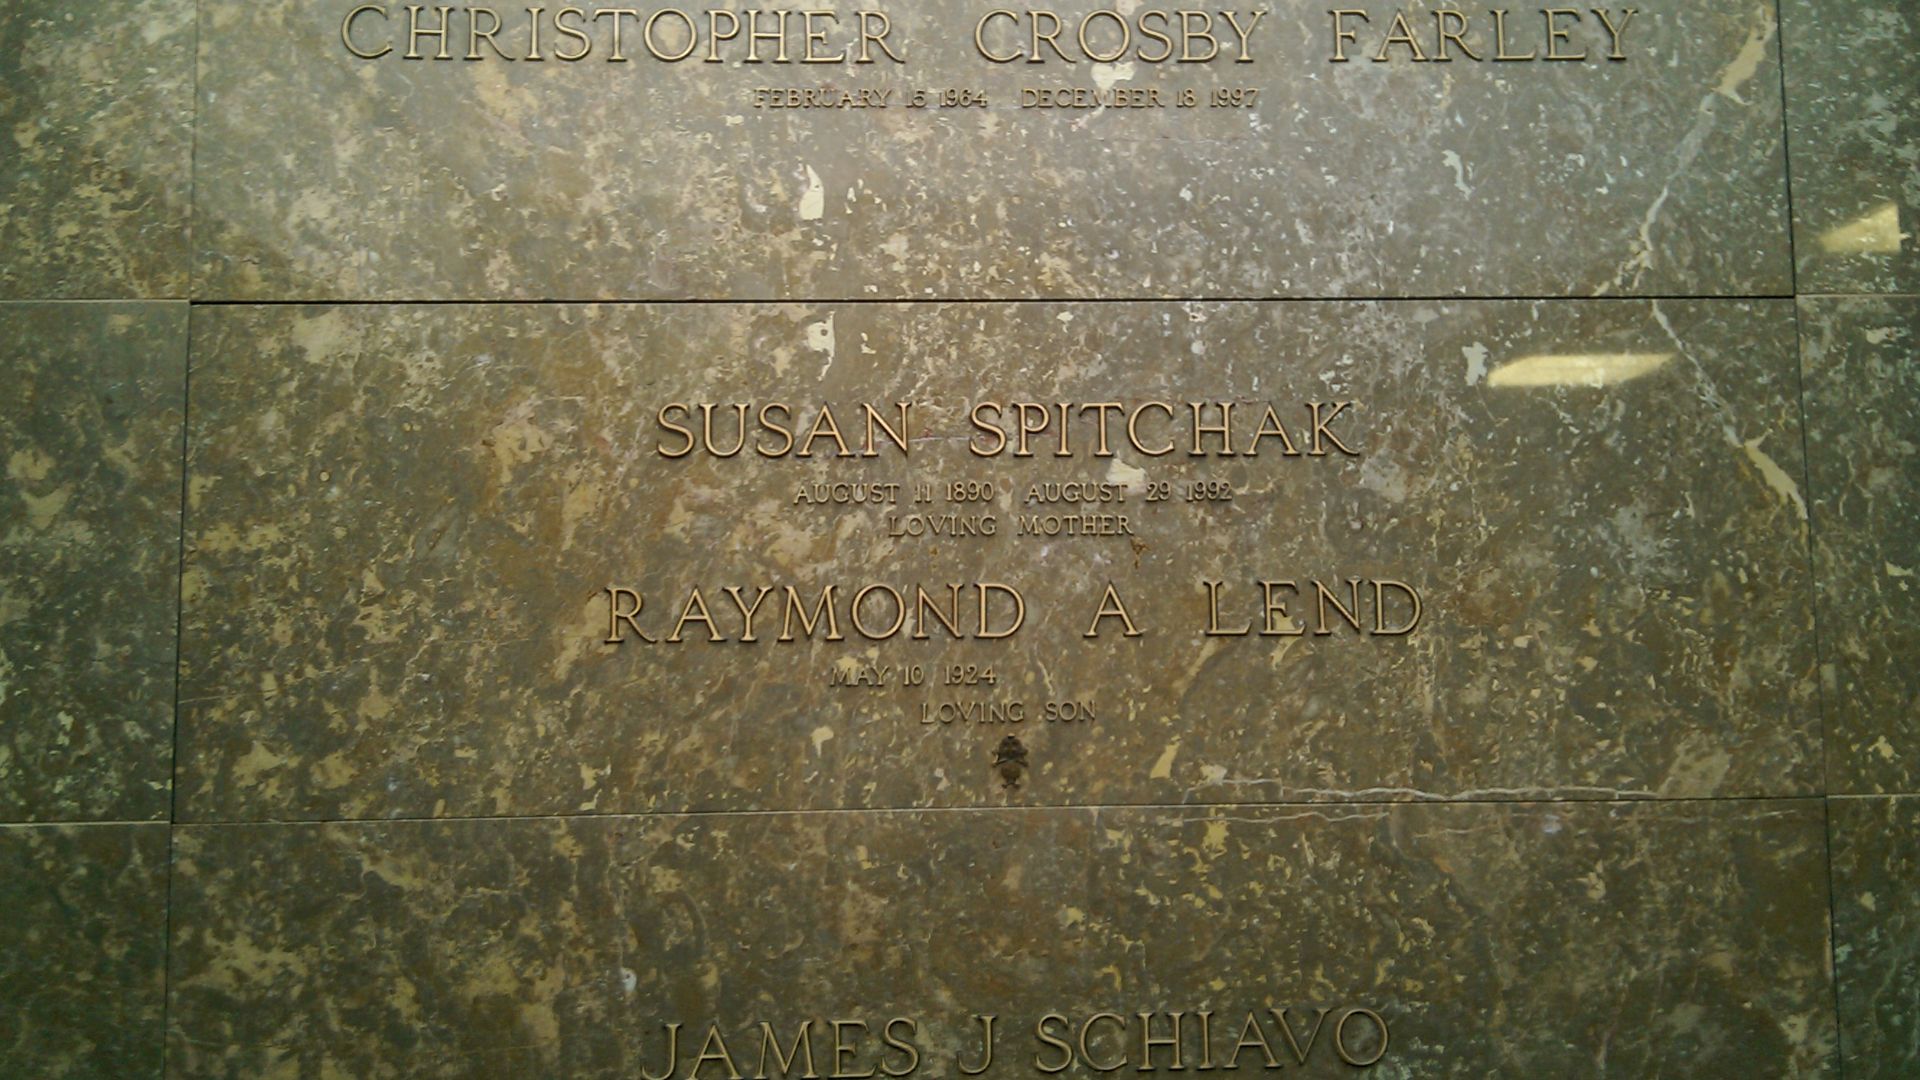 CHRISTOPHER CROSBY FARLEY
FEBRUARY 15 1964 DECEMBER 18 1997
SUSAN SPITCHAK
AUGUST 11 1890 AUGUST 29 1992
LOVING MOTHER
RAYMOND A LEND
MAY 10 1924
LOVING SON
JAMES J SCHIAVO